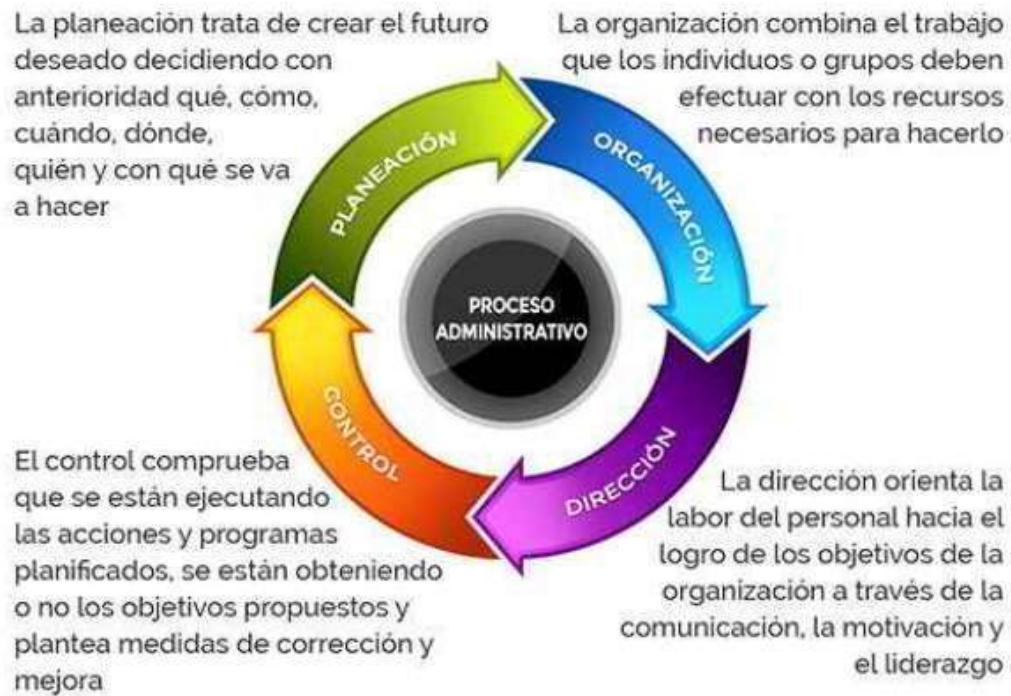 La planeación trata de crear el futuro
deseado decidiendo con
anterioridad qué, cómo,
cuándo, dónde,
quién y con qué se va
a hacer
La organización combina el trabajo
que los individuos o grupos deben
efectuar con los recursos
necesarios para hacerlo
PLANEACIÓN
ORGANIZACIÓN
PROCESO
ADMINISTRATIVO
CONTROL
DIRECCIÓN
El control comprueba
que se están ejecutando
las acciones y programas
planificados, se están obteniendo
o no los objetivos propuestos y
plantea medidas de corrección y
mejora
La dirección orienta la
labor del personal hacia el
logro de los objetivos de la
organización a través de la
comunicación, la motivación y
el liderazgo